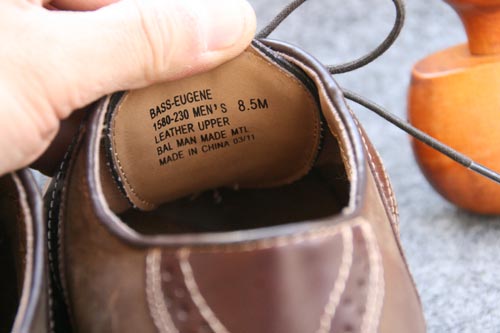 BASS-EUGENE
1580-230 MEN'S 8.5M
LEATHER UPPER
BAL MAN MADE MTL
MADE IN CHINA 03/11